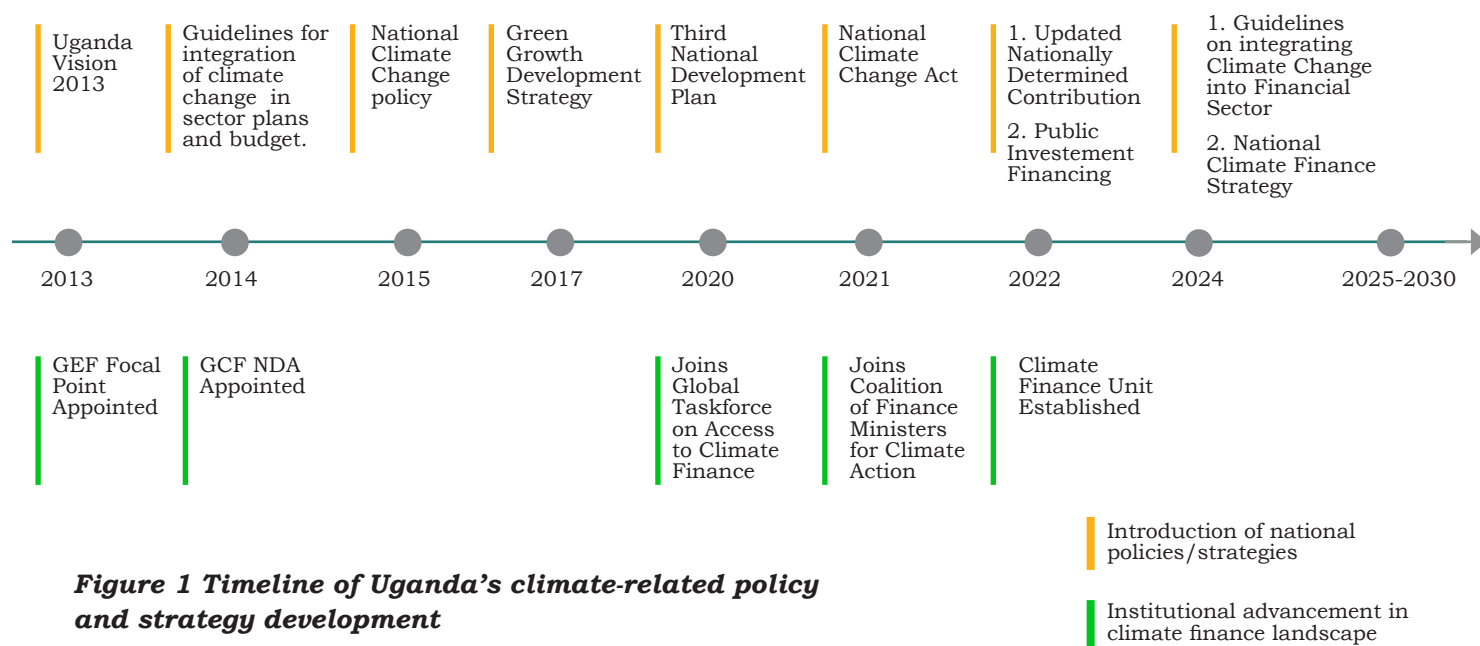 Uganda
Vision
2013
Guidelines for
integration
of climate
change in
sector plans
and budget.
National
Climate
Change
policy
Green
Growth
Development
Strategy
Third
National
Development
Plan
National
Climate
Change Act
1. Updated
Nationally
Determined
Contribution
2. Public
Investement
Financing
1. Guidelines
on integrating
Climate Change
into Financial
Sector
2. National
Climate Finance
Strategy
2013
2014
2015
2017
2020
2021
2022
2024
2025-2030
GEF Focal
Point
Appointed
GCF NDA
Appointed
Joins
Global
Taskforce
on Access
to Climate
Finance
Joins
Coalition
of Finance
Ministers
for Climate
Action
Climate
Finance Unit
Established
Introduction of national
policies/strategies
Institutional advancement in
climate finance landscape
Figure 1 Timeline of Uganda’s climate-related policy
and strategy development